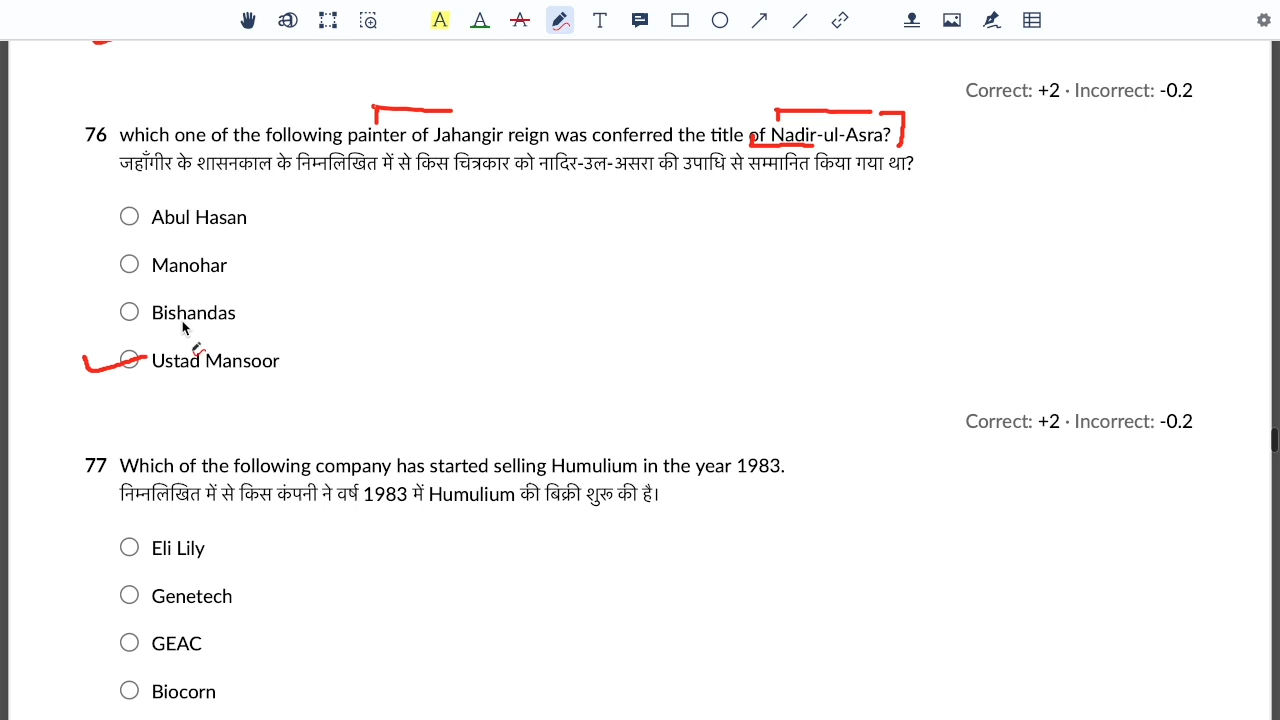 Correct: +2 · Incorrect: -0.2
76 which one of the following painter of Jahangir reign was conferred the title of Nadir-ul-Asra?
जहाँगीर के शासनकाल के निम्नलिखित में से किस चित्रकार को नादिर-उल-असरा की उपाधि से सम्मानित किया गया था?
Abul Hasan
Manohar
Bishandas
Ustad Mansoor
Correct: +2 · Incorrect: -0.2
77 Which of the following company has started selling Humulium in the year 1983.
निम्नलिखित में से किस कंपनी ने वर्ष 1983 में Humulium की बिक्री शुरू की है।
Eli Lily
Genetech
GEAC
Biocorn